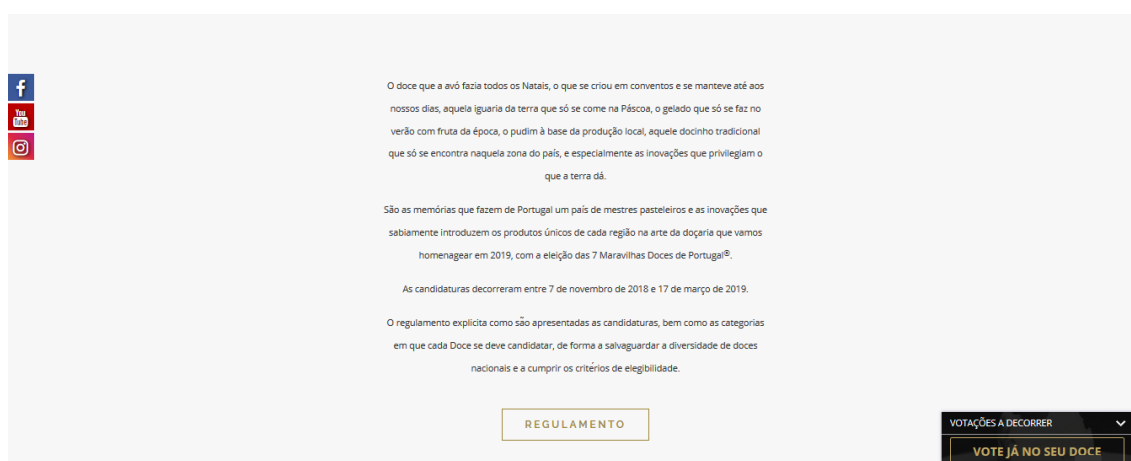 O doce que a avó fazia todos os Natais, o que se criou em conventos e se manteve até aos
nossos dias, aquela iguaria da terra que só se come na Páscoa, o gelado que só se faz no
verão com fruta da época, o pudim à base da produção local, aquele docinho tradicional
que só se encontra naquela zona do país, e especialmente as inovações que privilegiam o
que a terra dá.
São as memórias que fazem de Portugal um país de mestres pasteleiros e as inovações que
sabiamente introduzem os produtos únicos de cada região na arte da doçaria que vamos
homenagear em 2019, com a eleição das 7 Maravilhas Doces de Portugal®.
As candidaturas decorreram entre 7 de novembro de 2018 e 17 de março de 2019.
O regulamento explicita como são apresentadas as candidaturas, bem como as categorias
em que cada Doce se deve candidatar, de forma a salvaguardar a diversidade de doces
nacionais e a cumprir os critérios de elegibilidade.
REGULAMENTO
f
You
Tube
VOTAÇÕES A DECORRER
VOTE JÁ NO SEU DOCE